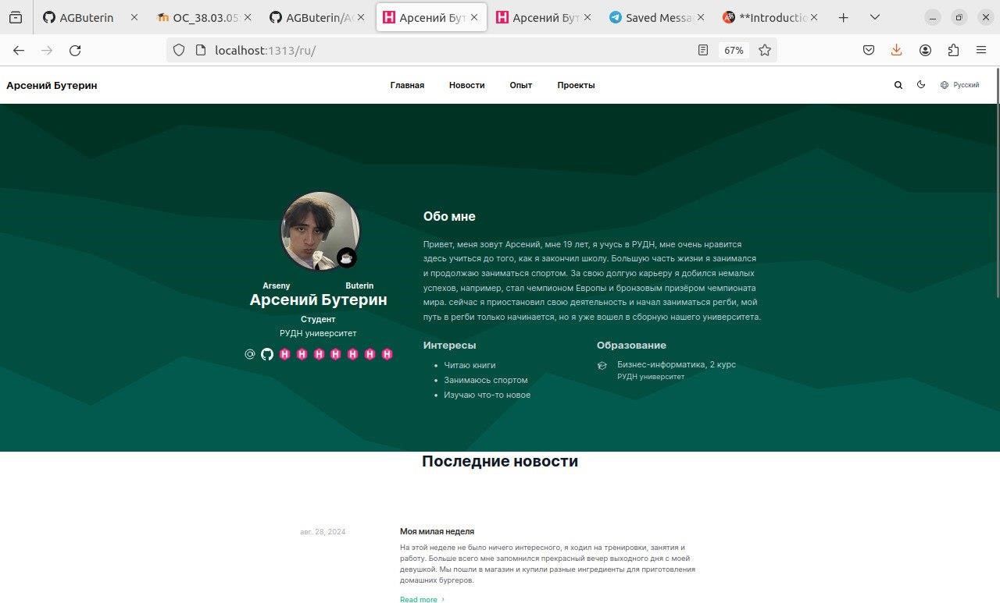 AGButerin
OC_38.03.05
AGButerin/AG
Арсений Бут
Арсений Бут
Saved Messa
**Introductio
localhost:1313/ru/
67%
Арсений Бутерин
Главная
Новости
Опыт
Проекты
Русский
Arseny Buterin
Арсений Бутерин
Студент
РУДН университет
Обо мне
Привет, меня зовут Арсений, мне 19 лет, я учусь в РУДН, мне очень нравится
здесь учиться до того, как я закончил школу. Большую часть жизни я занимался
и продолжаю заниматься спортом. За свою долгую карьеру я добился немалых
успехов, например, стал чемпионом Европы и бронзовым призёром чемпионата
мира. сейчас я приостановил свою деятельность и начал заниматься регби, мой
путь в регби только начинается, но я уже вошел в сборную нашего университета.
Интересы
Читаю книги
Занимаюсь спортом
Изучаю что-то новое
Образование
Бизнес-информатика, 2 курс
РУДН университет
Последние новости
авг. 28, 2024
Моя милая неделя
На этой неделе не было ничего интересного, я ходил на тренировки, занятия и
работу. Больше всего мне запомнился прекрасный вечер выходного дня с моей
девушкой. Мы пошли в магазин и купили разные ингредиенты для приготовления
домашних бургеров.
Read more